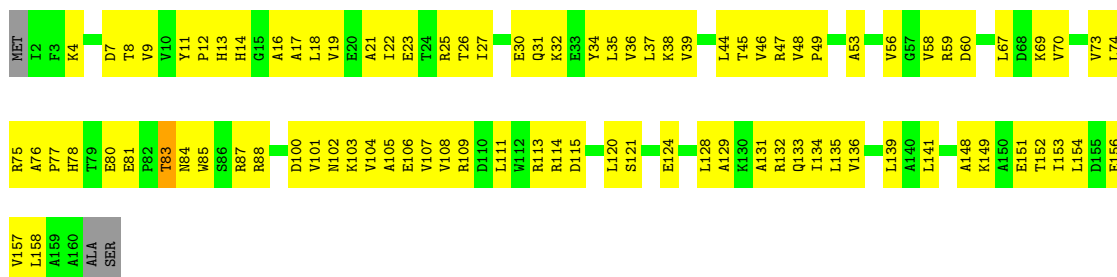 MET I2 F3 K4 D7 T8 V9 V10 Y11 P12 H13 H14 G15 A16 A17 L18 V19 E20 A21 I22 E23 T24 R25 T26 I27 E30 Q31 K32 E33 Y34 L35 V36 L37 K38 V39 L44 T45 V46 R47 V48 P49 A53 V56 G57 V58 R59 D60 L67 D68 K69 V70 V73 L74
R75 A76 P77 H78 T79 E80 E81 P82 T83 N84 W85 S86 R87 R88 D100 V101 N102 K103 V104 A105 E106 V107 V108 R109 D110 L111 W112 R113 R114 D115 L120 S121 E124 L128 A129 K130 A131 R132 Q133 I134 L135 V136 L139 A140 L141 A148 K149 A150 E151 T152 I153 L154 D155 E156
V157 L158 A159 A160 ALA SER